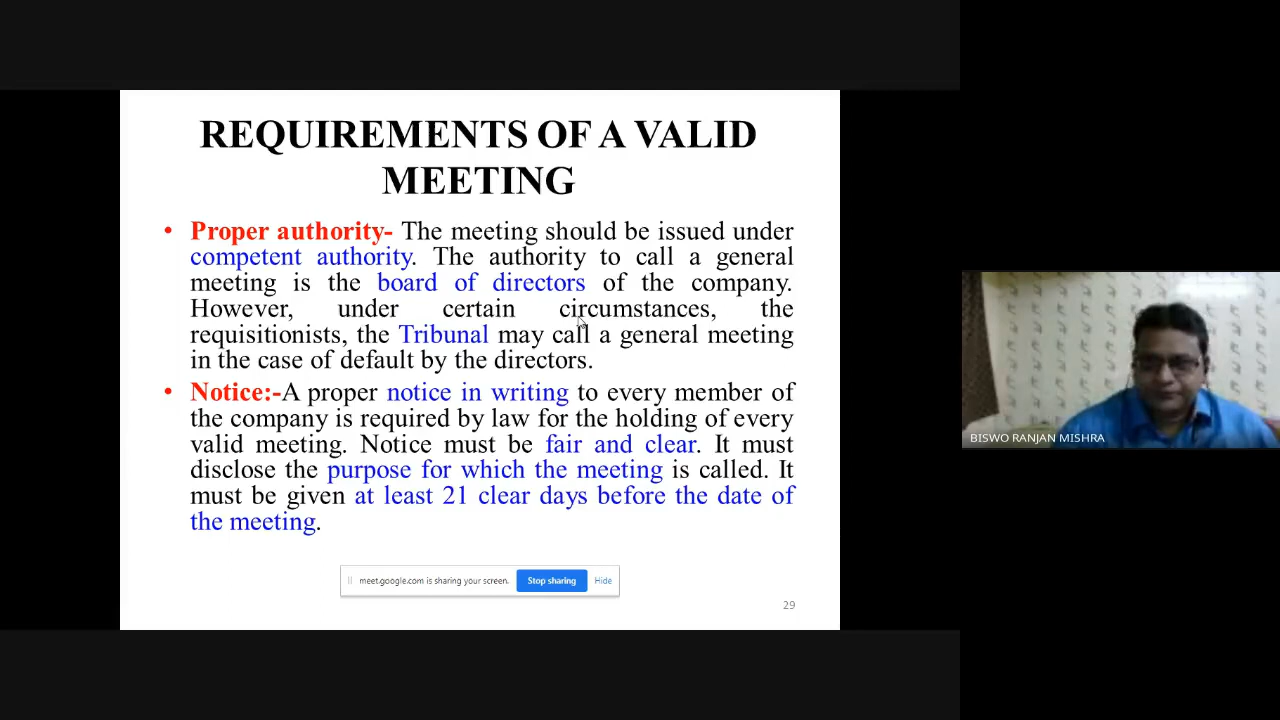 REQUIREMENTS OF A VALID
MEETING
• Proper authority- The meeting should be issued under
competent authority. The authority to call a general
meeting is the board of directors of the company.
However, under certain circumstances, the
requisitionists, the Tribunal may call a general meeting
in the case of default by the directors.
• Notice:-A proper notice in writing to every member of
the company is required by law for the holding of every
valid meeting. Notice must be fair and clear. It must
disclose the purpose for which the meeting is called. It
must be given at least 21 clear days before the date of
the meeting.
meet.google.com is sharing your screen. Stop sharing Hide
29
BISWO RANJAN MISHRA